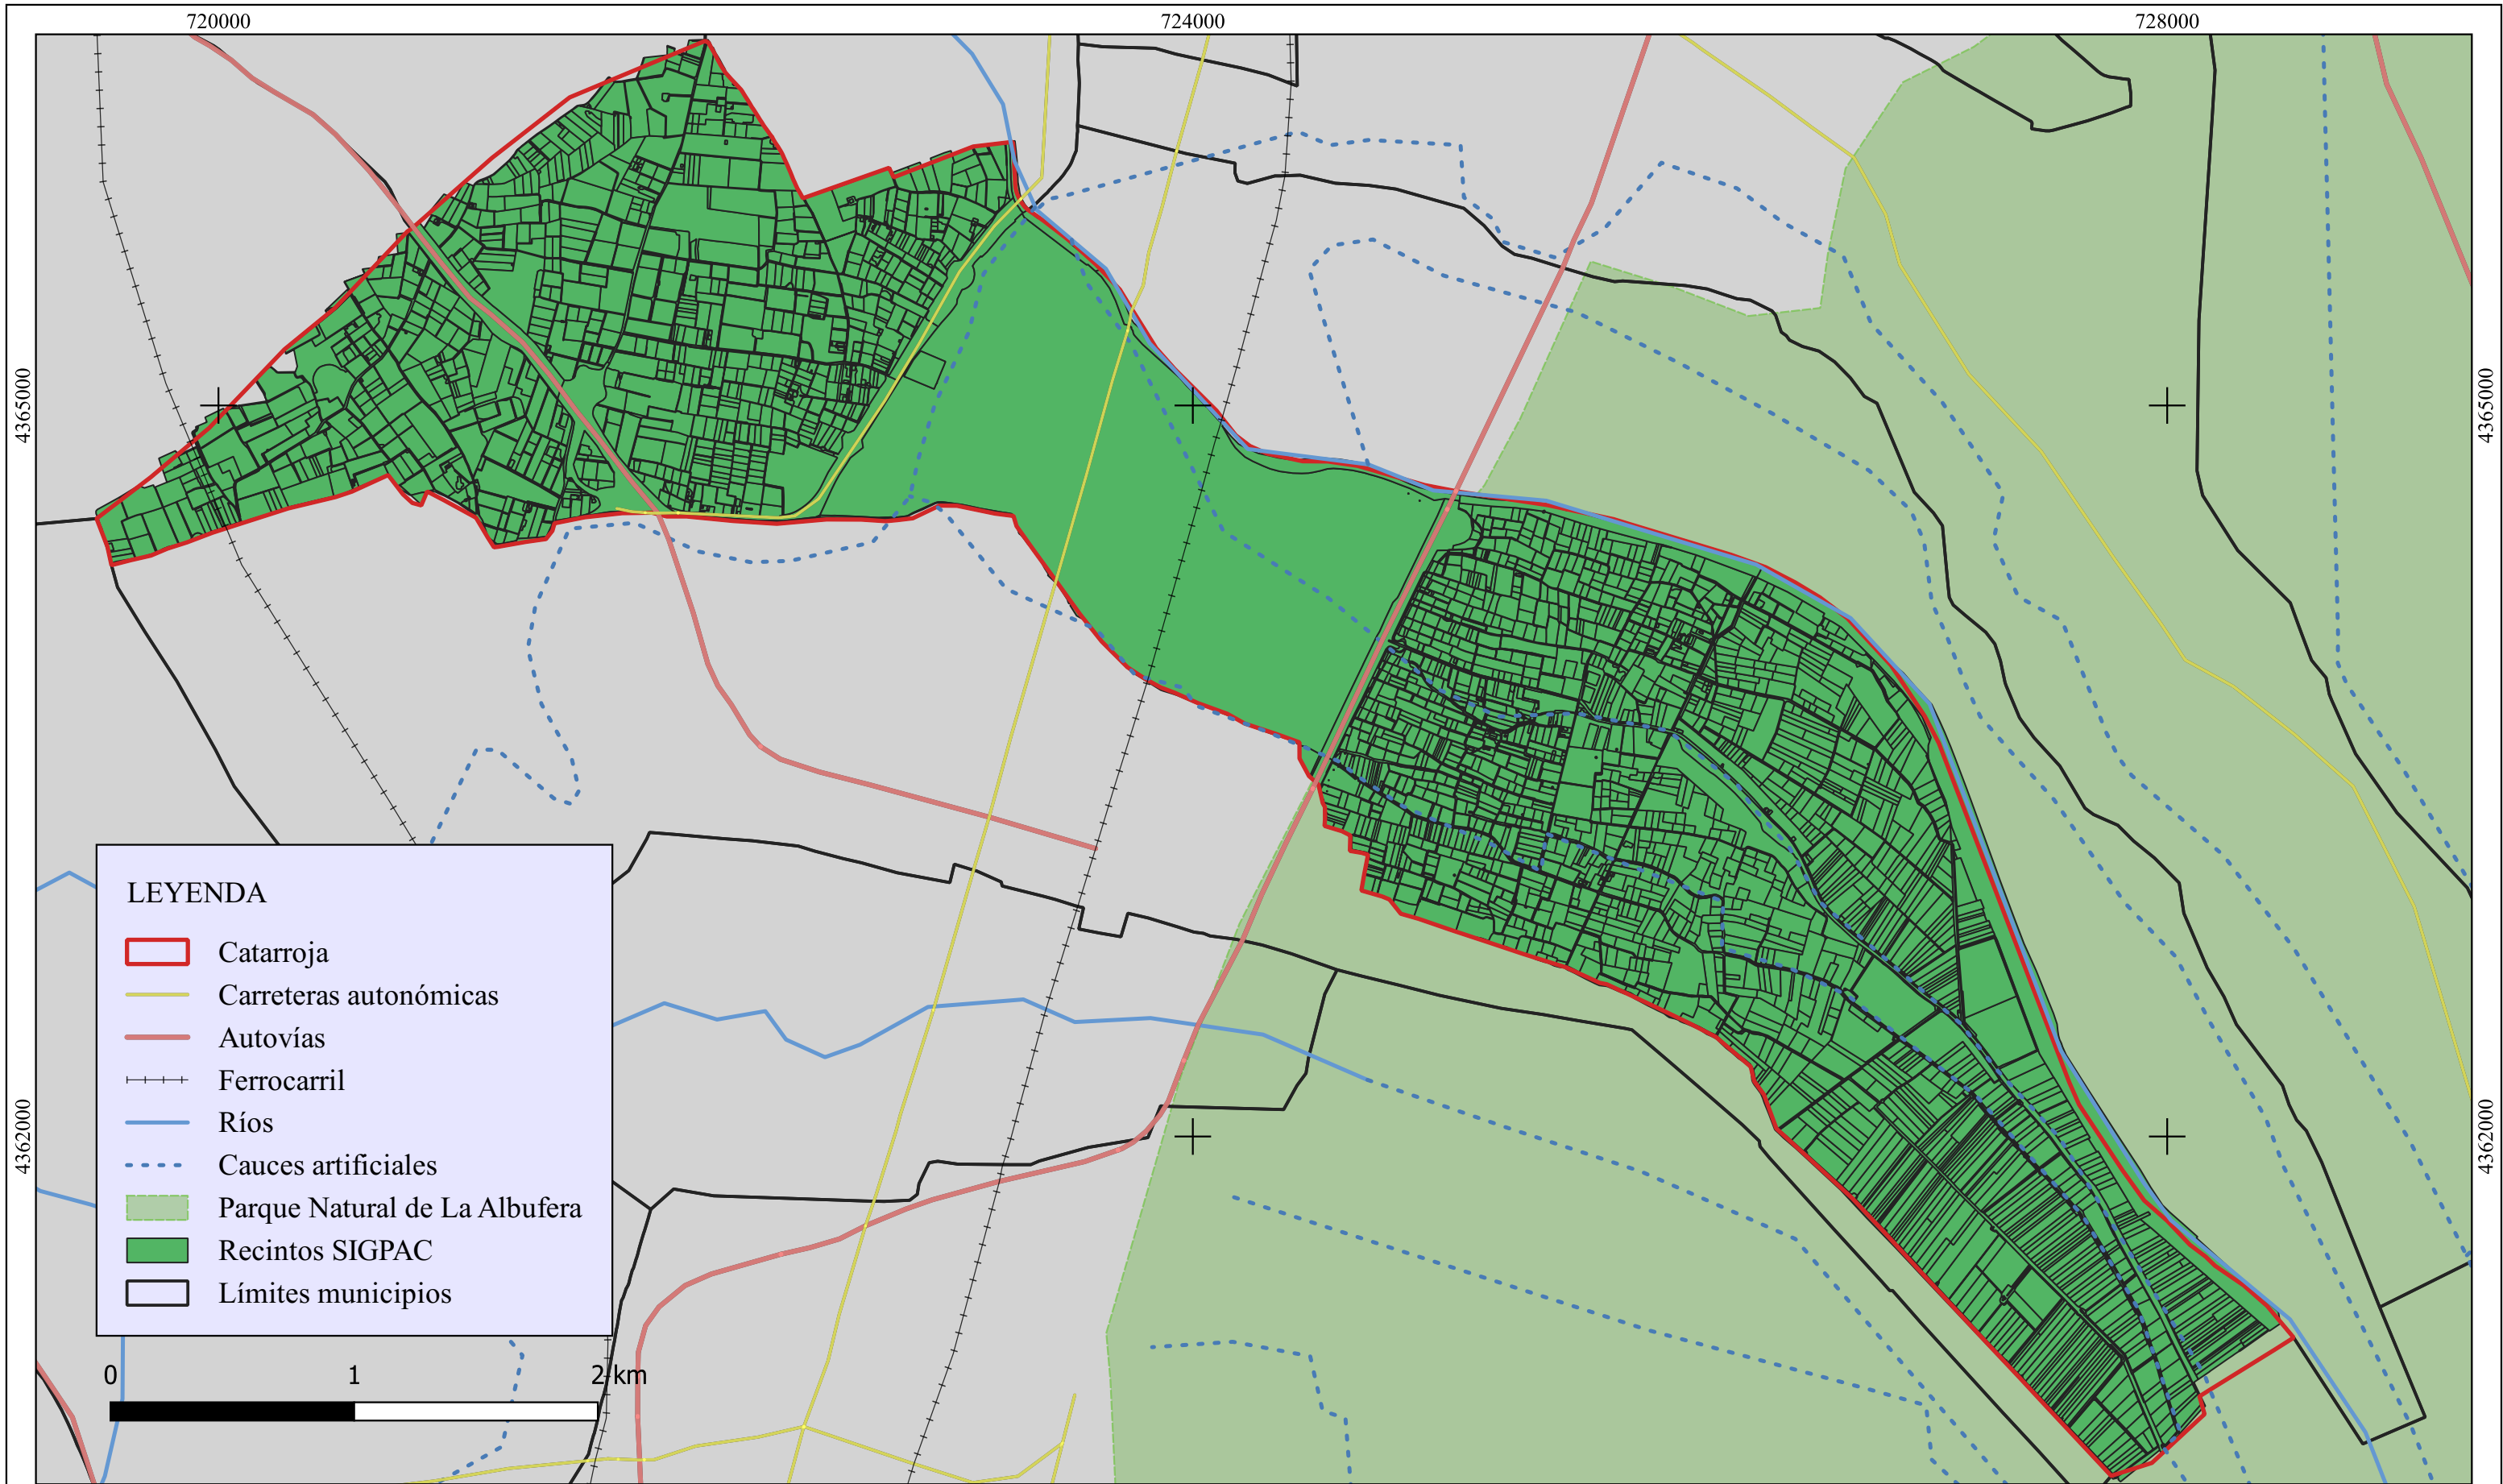 720000 724000 728000
4365000 4365000
4362000 4362000
LEYENDA
Catarroja
Carreteras autonómicas
Autovías
Ferrocarril
Ríos
Cauces artificiales
Parque Natural de La Albufera
Recintos SIGPAC
Límites municipios
0 1 2 km